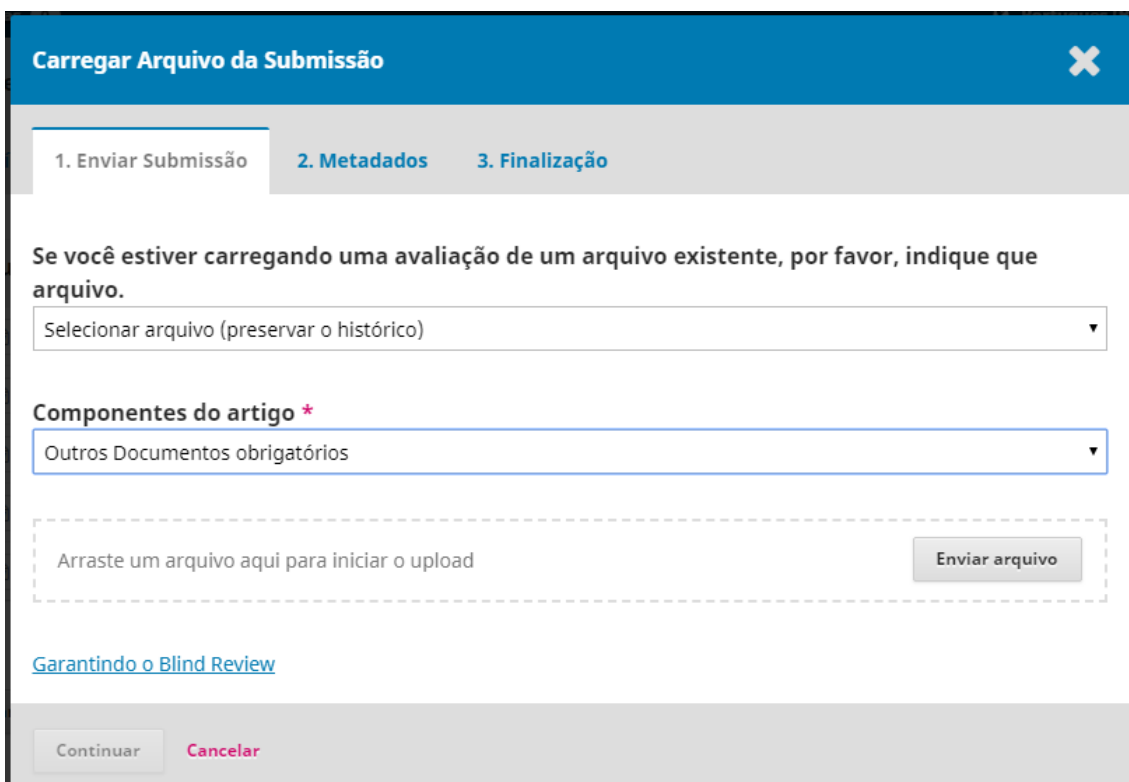 Carregar Arquivo da Submissão
1. Enviar Submissão 2. Metadados 3. Finalização
Se você estiver carregando uma avaliação de um arquivo existente, por favor, indique que
arquivo.
Selecionar arquivo (preservar o histórico)
Componentes do artigo *
Outros Documentos obrigatórios
Arraste um arquivo aqui para iniciar o upload Enviar arquivo
Garantindo o Blind Review
Continuar Cancelar